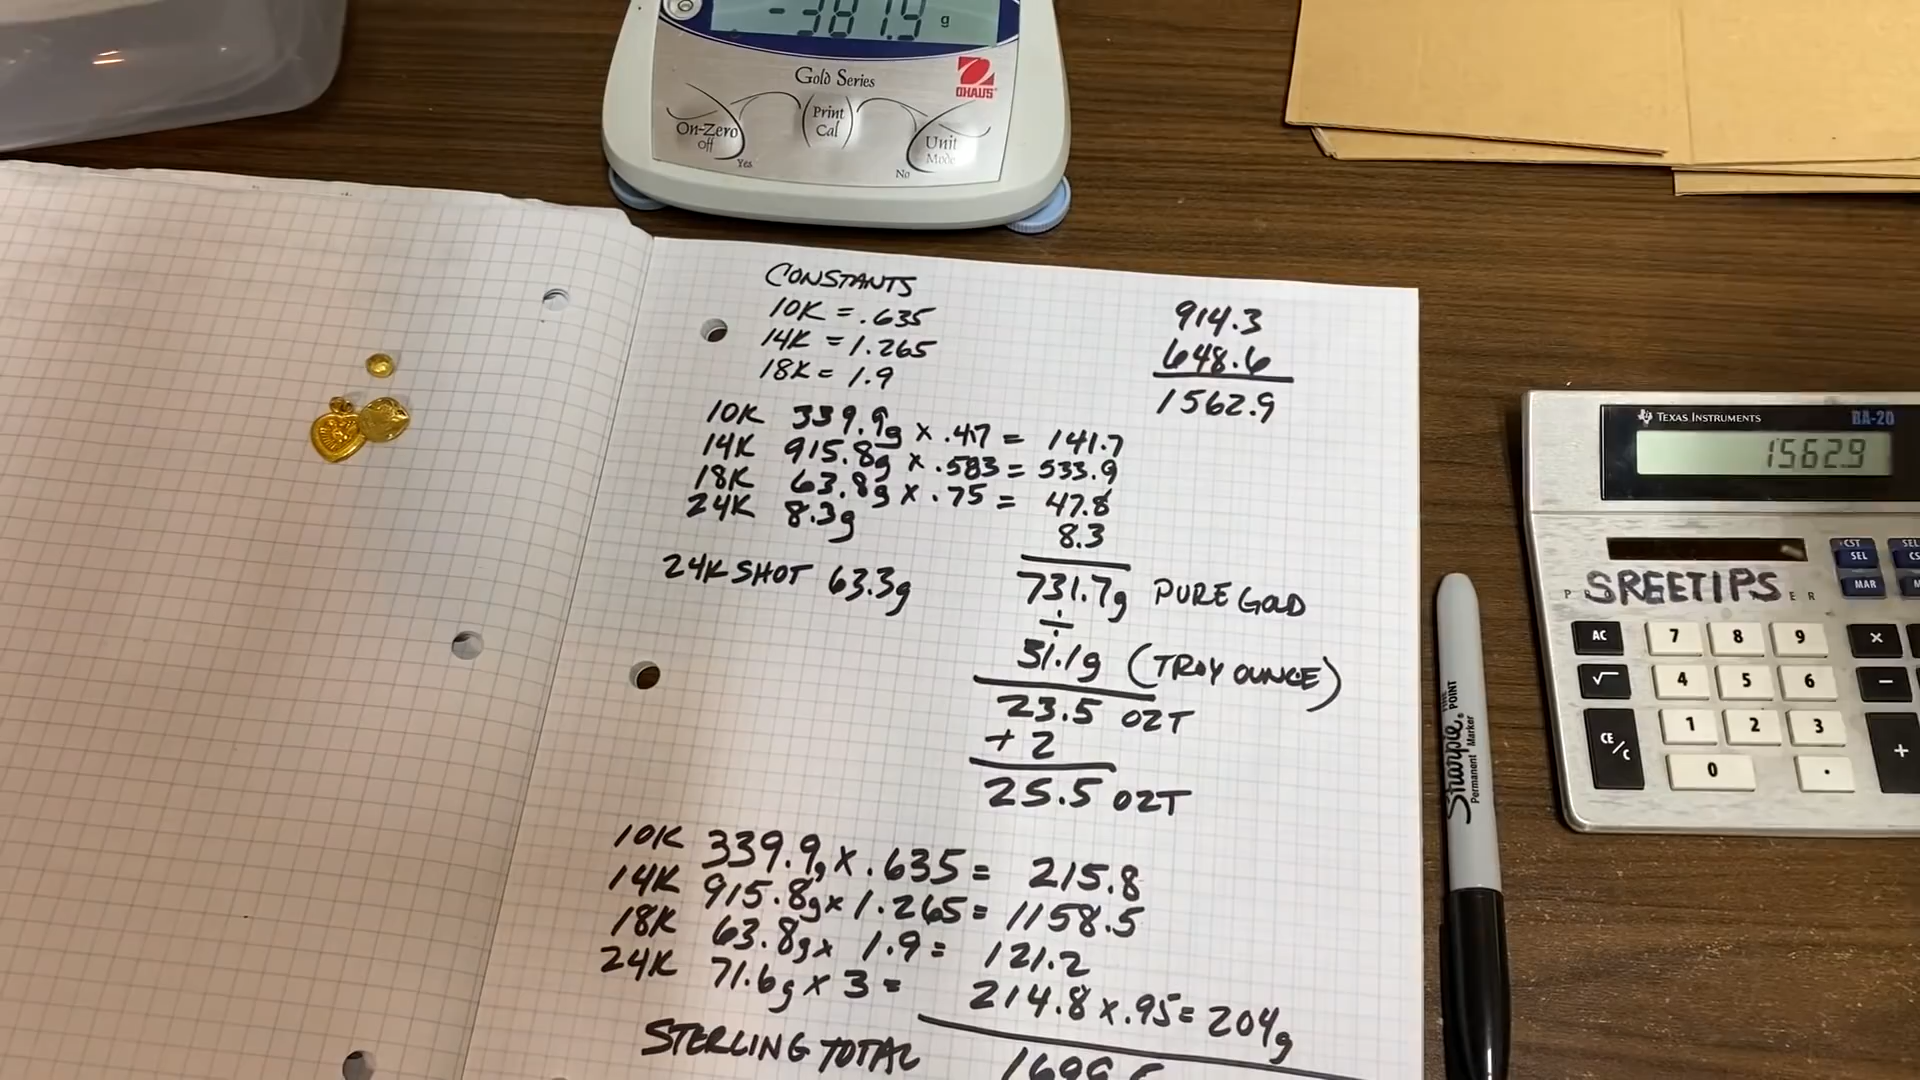 -381.9 g
Gold Series
OHAUS
On-Zero
Off
Yes
Print
Cal
Unit
Mode
No
CONSTANTS
10K = .635
14K = 1.265
18K = 1.9
914.3
648.6
1562.9
10K 339.9g x .417 = 141.7
14K 915.8g x .583 = 533.9
18K 63.8g x .75 = 47.8
24K 8.3g
8.3
24K SHOT 63.3g
731.7g PURE GOLD
÷
31.1g (TROY OUNCE)
23.5 OZT
+ 2
25.5 OZT
10K 339.9g x .635 = 215.8
14K 915.8g x 1.265 = 1158.5
18K 63.8g x 1.9 = 121.2
24K 71.6g x 3 = 214.8 x .95 = 204g
STERLING TOTAL
TEXAS INSTRUMENTS BA-20
1562.9
CST
SEL
SEL
MAR
SREETIPS
AC 7 8 9 ×
√ 4 5 6 −
CE/C 1 2 3 +
0 .
Sharpie
FINE POINT
Permanent Marker